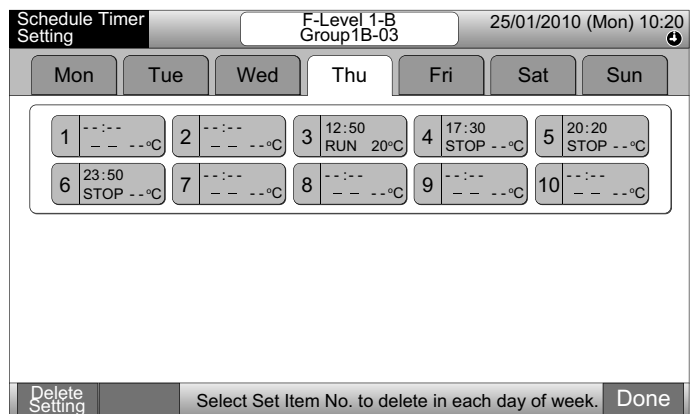 Schedule Timer
Setting
F-Level 1-B
Group1B-03
25/01/2010 (Mon) 10:20
Mon Tue Wed Thu Fri Sat Sun
1 --:-- 2 --:-- 3 12:50 4 17:30 5 20:20
– – --°C – – --°C RUN 20°C STOP --°C STOP --°C
6 23:50 7 --:-- 8 --:-- 9 --:-- 10 --:--
STOP --°C – – --°C – – --°C – – --°C – – --°C
Delete
Setting
Select Set Item No. to delete in each day of week.
Done